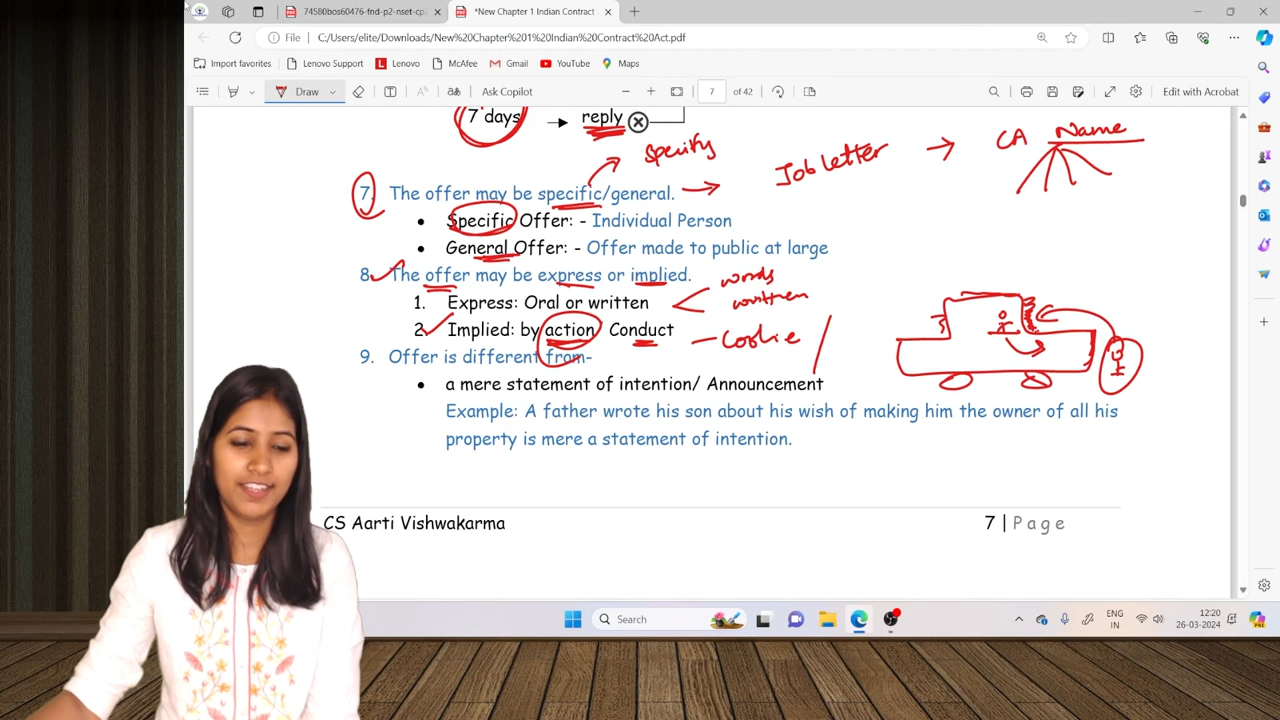 74580bos60476-fnd-p2-nset-cp
*New Chapter 1 Indian Contract
File C:/Users/elite/Downloads/New%20Chapter%201%20Indian%20Contract%20Act.pdf
Import favorites Lenovo Support Lenovo McAfee Gmail YouTube Maps
Draw Ask Copilot 7 of 42 Edit with Acrobat
7 days → reply
Specify
Job letter → CA Name
7. The offer may be specific/general.
• Specific Offer: - Individual Person
• General Offer: - Offer made to public at large
8. The offer may be express or implied.
words
written
1. Express: Oral or written
2. Implied: by action Conduct
Coolie
9. Offer is different from-
• a mere statement of intention/ Announcement
Example: A father wrote his son about his wish of making him the owner of all his
property is mere a statement of intention.
CS Aarti Vishwakarma 7 | Page
Search
ENG
IN
12:20
26-03-2024